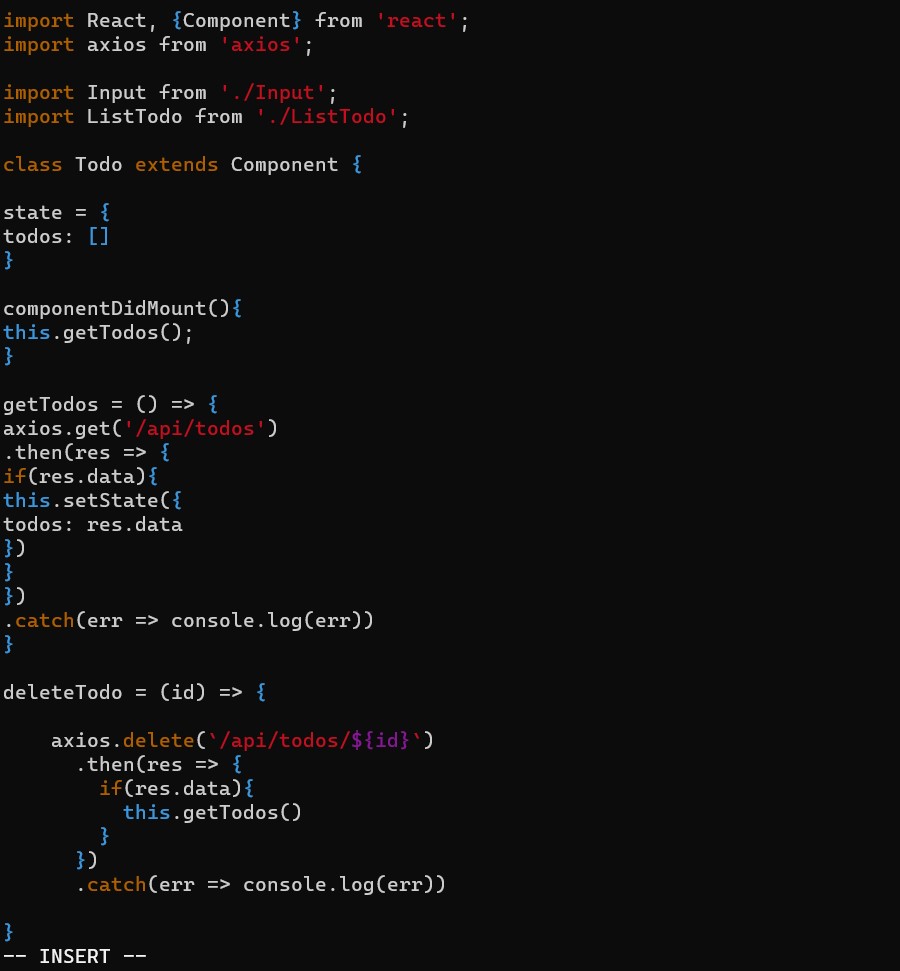 import React, {Component} from 'react';
import axios from 'axios';

import Input from './Input';
import ListTodo from './ListTodo';

class Todo extends Component {

state = {
todos: []
}

componentDidMount(){
this.getTodos();
}

getTodos = () => {
axios.get('/api/todos')
.then(res => {
if(res.data){
this.setState({
todos: res.data
})
}
})
.catch(err => console.log(err))
}

deleteTodo = (id) => {

    axios.delete(`/api/todos/${id}`)
      .then(res => {
        if(res.data){
          this.getTodos()
        }
      })
      .catch(err => console.log(err))

}
-- INSERT --